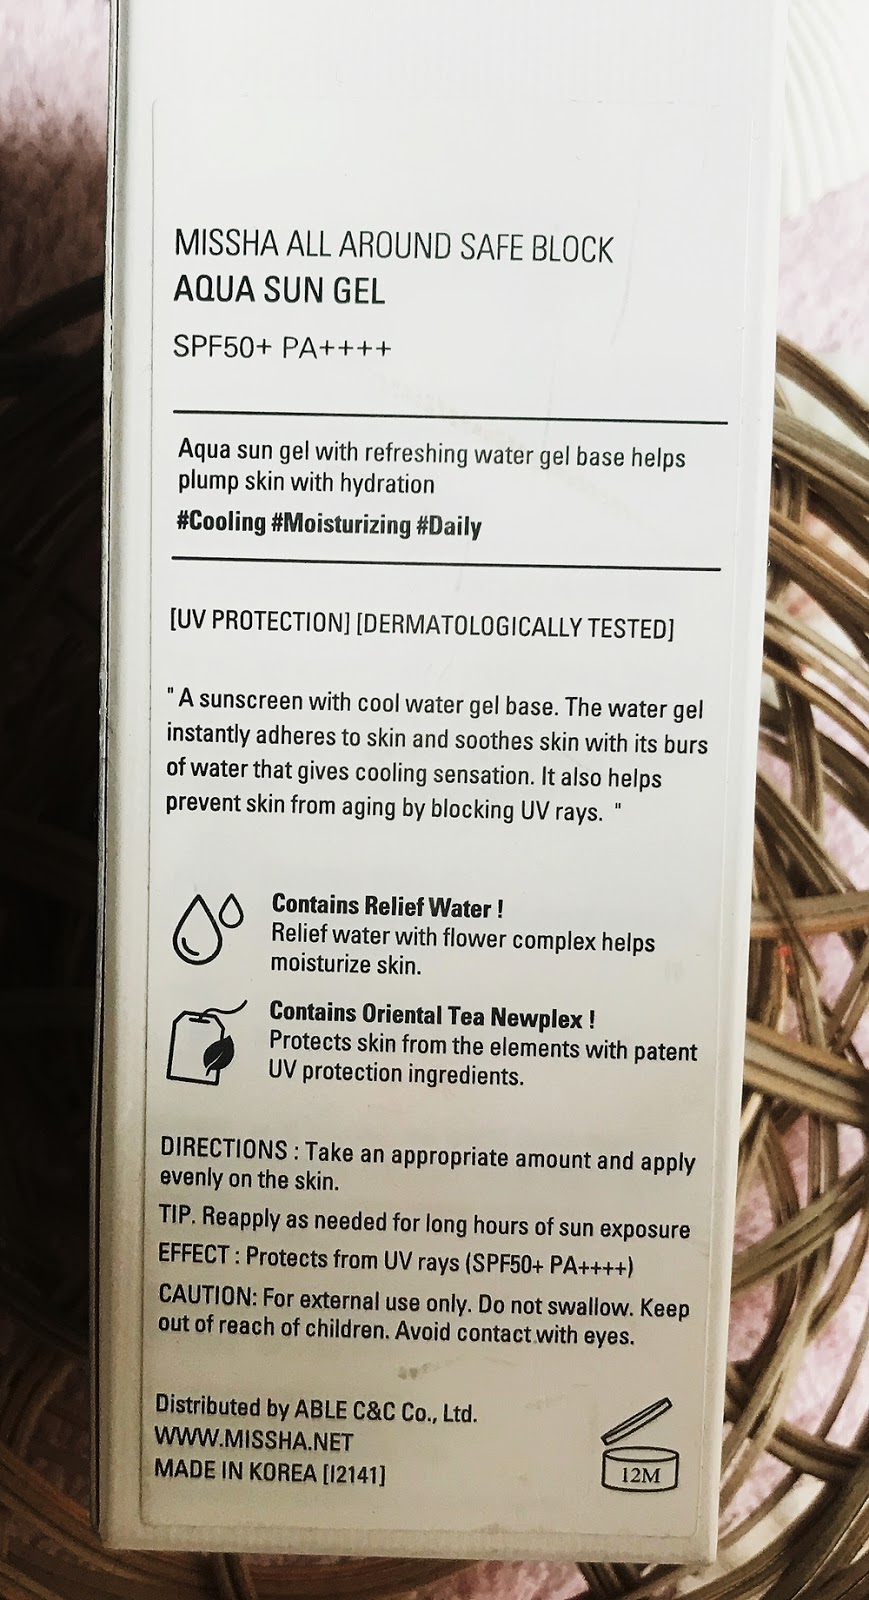 MISSHA ALL AROUND SAFE BLOCK
AQUA SUN GEL
SPF50+ PA++++
Aqua sun gel with refreshing water gel base helps
plump skin with hydration
#Cooling #Moisturizing #Daily
[UV PROTECTION] [DERMATOLOGICALLY TESTED]
" A sunscreen with cool water gel base. The water gel
instantly adheres to skin and soothes skin with its burs
of water that gives cooling sensation. It also helps
prevent skin from aging by blocking UV rays. "
Contains Relief Water !
Relief water with flower complex helps
moisturize skin.
Contains Oriental Tea Newplex !
Protects skin from the elements with patent
UV protection ingredients.
DIRECTIONS : Take an appropriate amount and apply
evenly on the skin.
TIP. Reapply as needed for long hours of sun exposure
EFFECT : Protects from UV rays (SPF50+ PA++++)
CAUTION: For external use only. Do not swallow. Keep
out of reach of children. Avoid contact with eyes.
Distributed by ABLE C&C Co., Ltd.
WWW.MISSHA.NET
MADE IN KOREA [I2141]
12M